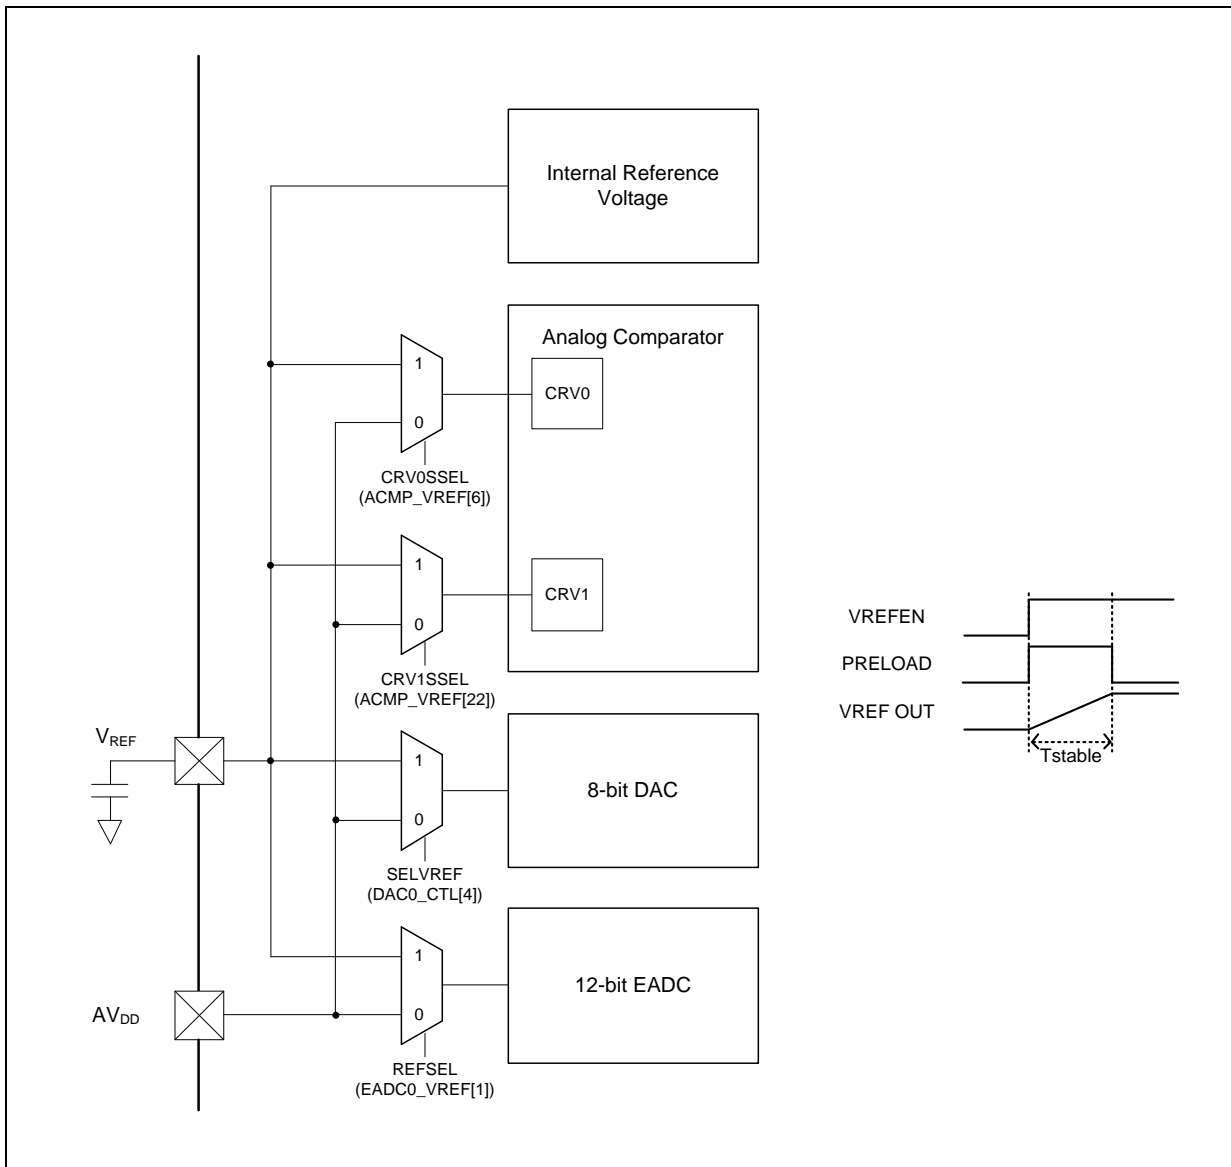 Internal Reference
Voltage
Analog Comparator
1
CRV0
0
CRV0SSEL
(ACMP_VREF[6])
1
CRV1
0
CRV1SSEL
(ACMP_VREF[22])
VREFEN
PRELOAD
VREF OUT
Tstable
VREF
1
8-bit DAC
0
SELVREF
(DAC0_CTL[4])
1
12-bit EADC
AVDD
0
REFSEL
(EADC0_VREF[1])